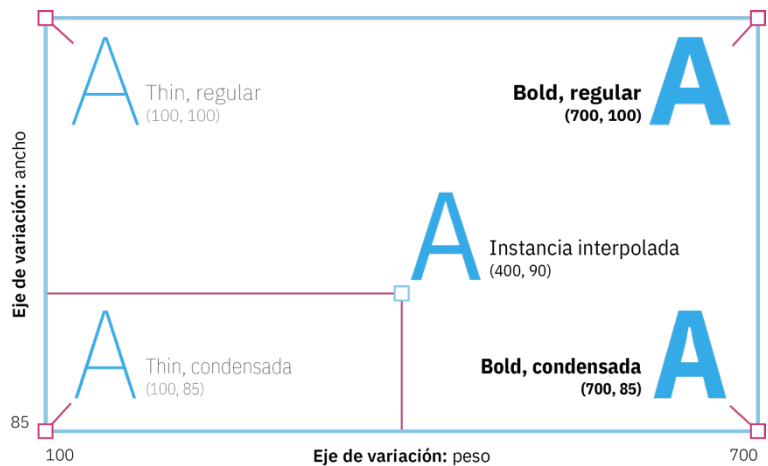 A
Thin, regular
(100, 100)
Bold, regular
(700, 100)
A
Eje de variación: ancho
A
Instancia interpolada
(400, 90)
A
Thin, condensada
(100, 85)
Bold, condensada
(700, 85)
A
85
100
Eje de variación: peso
700